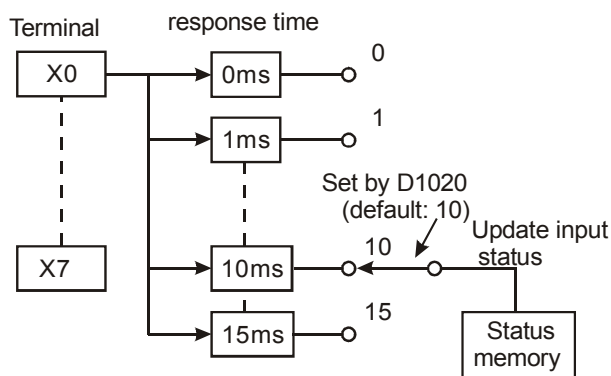 Terminal
response time
X0
0ms
0
1ms
1
Set by D1020
(default: 10)
Update input
status
X7
10ms
10
15ms
15
Status
memory